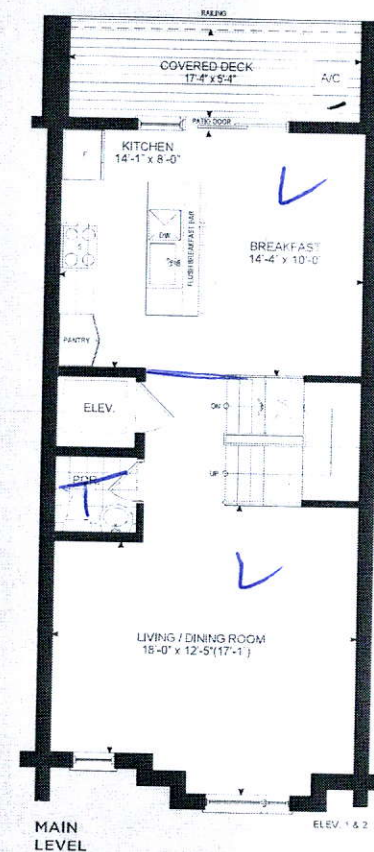 RAILING
COVERED DECK
17'-4" x 5'-4"
A/C
PATIO DOOR
KITCHEN
14'-1" x 8'-0"
F
DW
FLUSH BREAKFAST BAR
BREAKFAST
14'-4" x 10'-0"
PANTRY
ELEV.
DN
UP
PDR.
LIVING / DINING ROOM
18'-0" x 12'-5"(17'-1")
MAIN
LEVEL
ELEV. 1 & 2